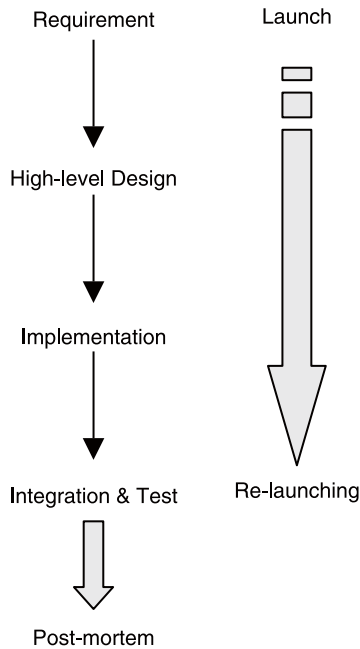 Requirement
Launch
High-level Design
Implementation
Integration & Test
Re-launching
Post-mortem